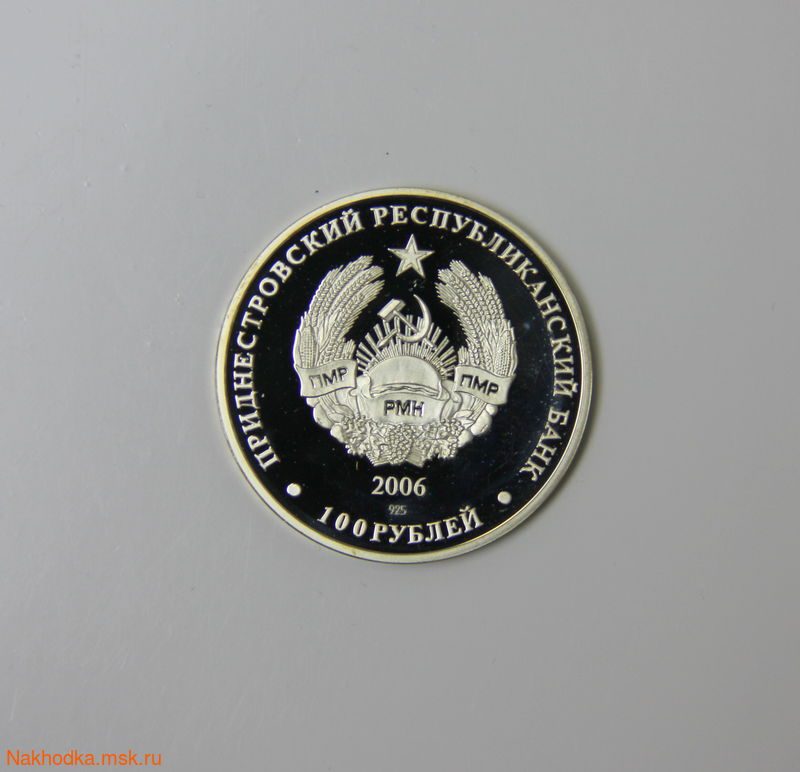 ПРИДНЕСТРОВСКИЙ РЕСПУБЛИКАНСКИЙ БАНК
ПМР
РМН
ПМР
2006
925
100 РУБЛЕЙ
Nakhodka.msk.ru